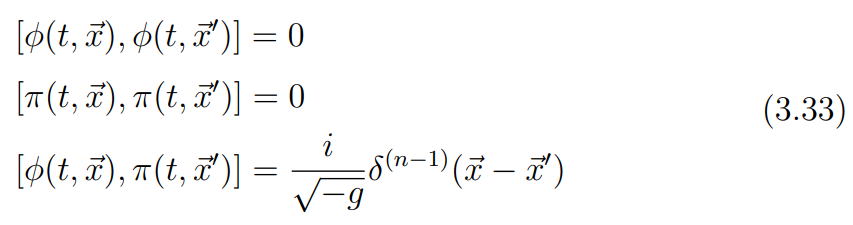 [ϕ(t, x⃗), ϕ(t, x⃗′)] = 0
[π(t, x⃗), π(t, x⃗′)] = 0
(3.33)
[ϕ(t, x⃗), π(t, x⃗′)] = i/√−g δ⁽ⁿ⁻¹⁾(x⃗ − x⃗′)